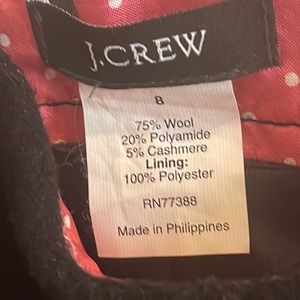 J.CREW
8
75% Wool
20% Polyamide
5% Cashmere
Lining:
100% Polyester
RN77388
Made in Philippines